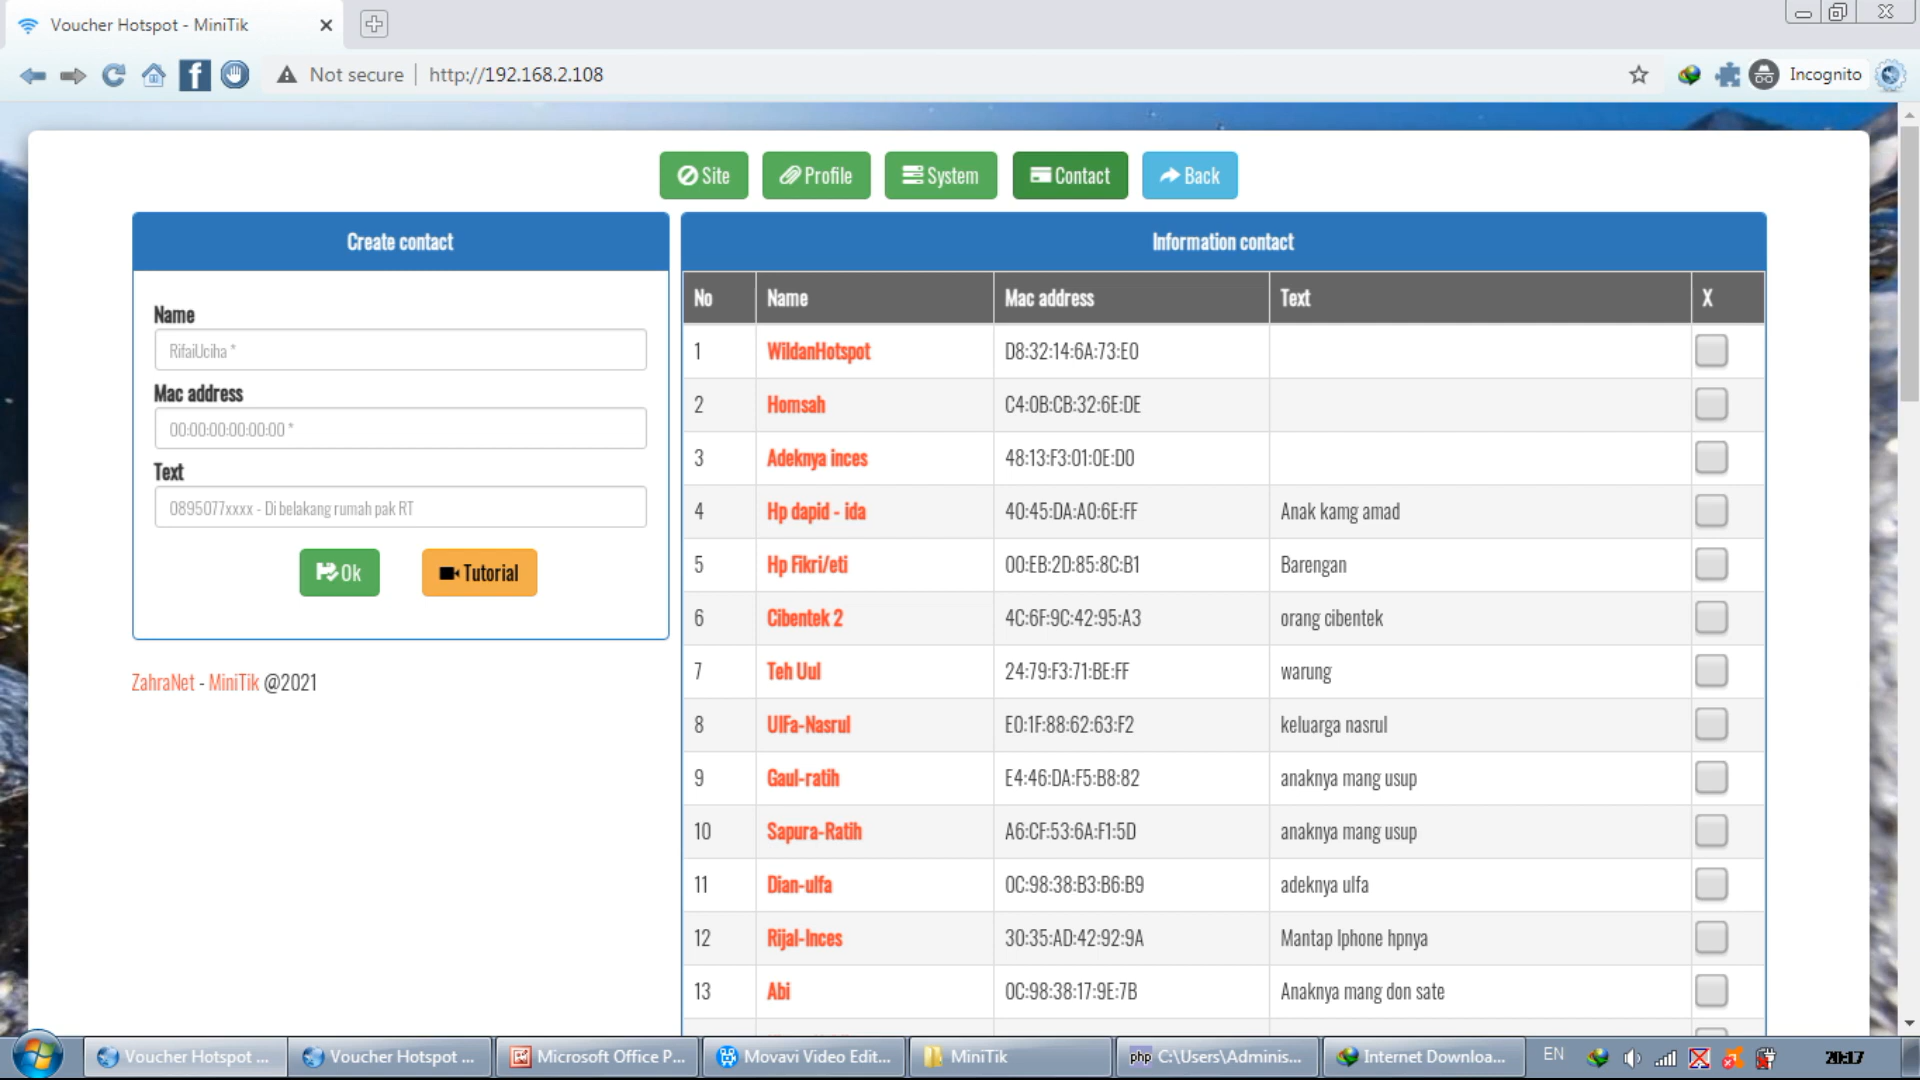 Voucher Hotspot - MiniTik
Not secure
http://192.168.2.108
Incognito
Site
Profile
System
Contact
Back
Create contact
Name
RifaiUciha *
Mac address
00:00:00:00:00:00 *
Text
0895077xxxx - Di belakang rumah pak RT
Ok
Tutorial
ZahraNet - MiniTik @2021
Information contact
No Name Mac address Text X
1 WildanHotspot D8:32:14:6A:73:E0
2 Homsah C4:0B:CB:32:6E:DE
3 Adeknya inces 48:13:F3:01:0E:D0
4 Hp dapid - ida 40:45:DA:A0:6E:FF Anak kamg amad
5 Hp Fikri/eti 00:EB:2D:85:8C:B1 Barengan
6 Cibentek 2 4C:6F:9C:42:95:A3 orang cibentek
7 Teh Uul 24:79:F3:71:BE:FF warung
8 UlFa-Nasrul E0:1F:88:62:63:F2 keluarga nasrul
9 Gaul-ratih E4:46:DA:F5:B8:82 anaknya mang usup
10 Sapura-Ratih A6:CF:53:6A:F1:5D anaknya mang usup
11 Dian-ulfa 0C:98:38:B3:B6:B9 adeknya ulfa
12 Rijal-Inces 30:35:AD:42:92:9A Mantap Iphone hpnya
13 Abi 0C:98:38:17:9E:7B Anaknya mang don sate
Voucher Hotspot ...
Voucher Hotspot ...
Microsoft Office P...
Movavi Video Edit...
MiniTik
php C:\Users\Adminis...
Internet Downloa...
EN
20:17